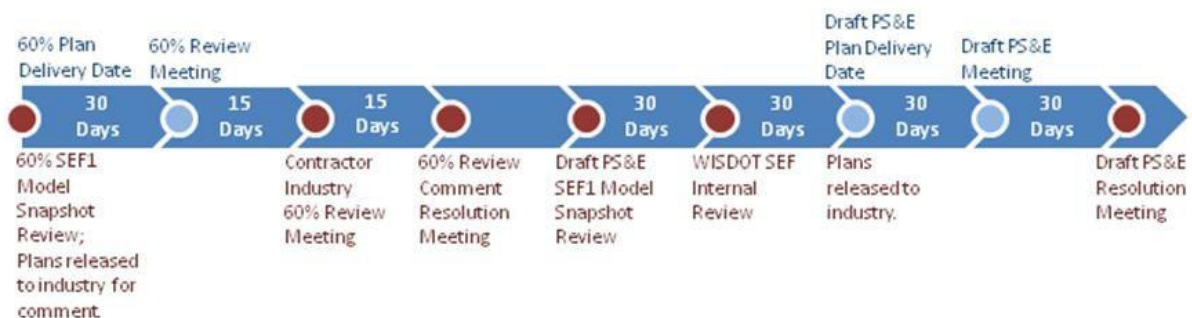 60% Plan
Delivery Date
60% Review
Meeting
Draft PS&E
Plan Delivery
Date
Draft PS&E
Meeting
30
Days
15
Days
15
Days
30
Days
30
Days
30
Days
30
Days
60% SEF1
Model
Snapshot
Review;
Plans released
to industry for
comment.
Contractor
Industry
60% Review
Meeting
60% Review
Comment
Resolution
Meeting
Draft PS&E
SEF1 Model
Snapshot
Review
WISDOT SEF
Internal
Review
Plans
released to
industry.
Draft PS&E
Resolution
Meeting